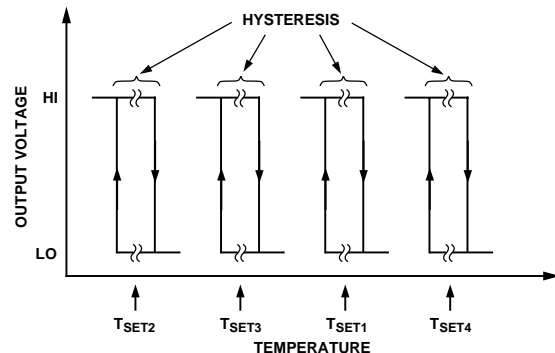 HYSTERESIS
HI
OUTPUT VOLTAGE
LO
TSET2 TSET3 TSET1 TSET4
TEMPERATURE